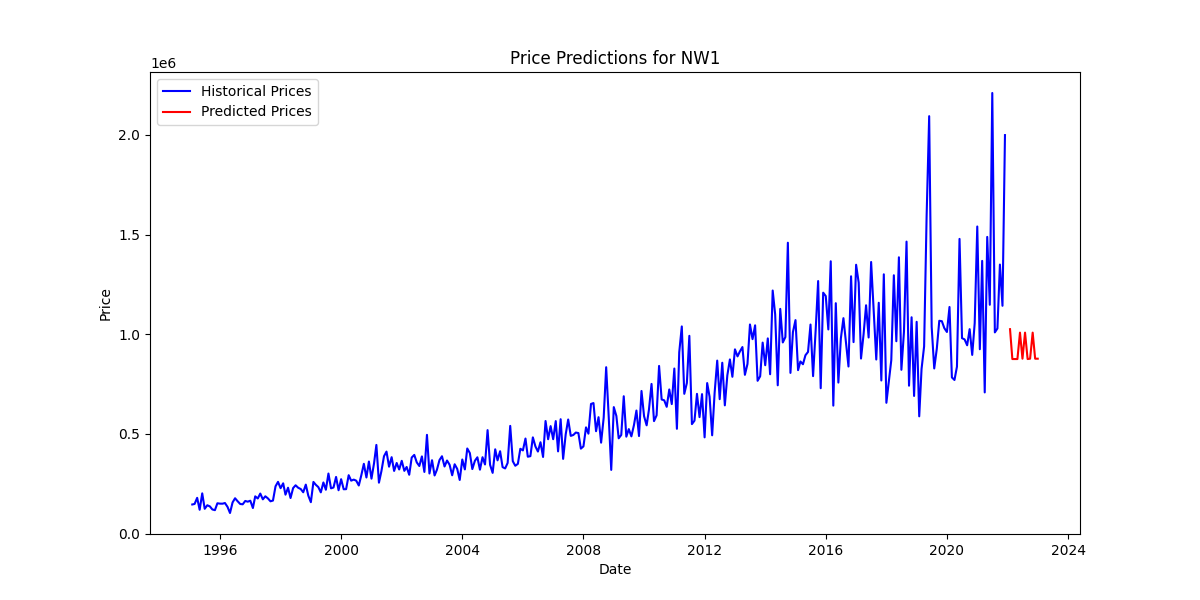 Price Predictions for NW1
1e6
Historical Prices
Predicted Prices
2.0
1.5
1.0
0.5
0.0
Price
1996 2000 2004 2008 2012 2016 2020 2024
Date